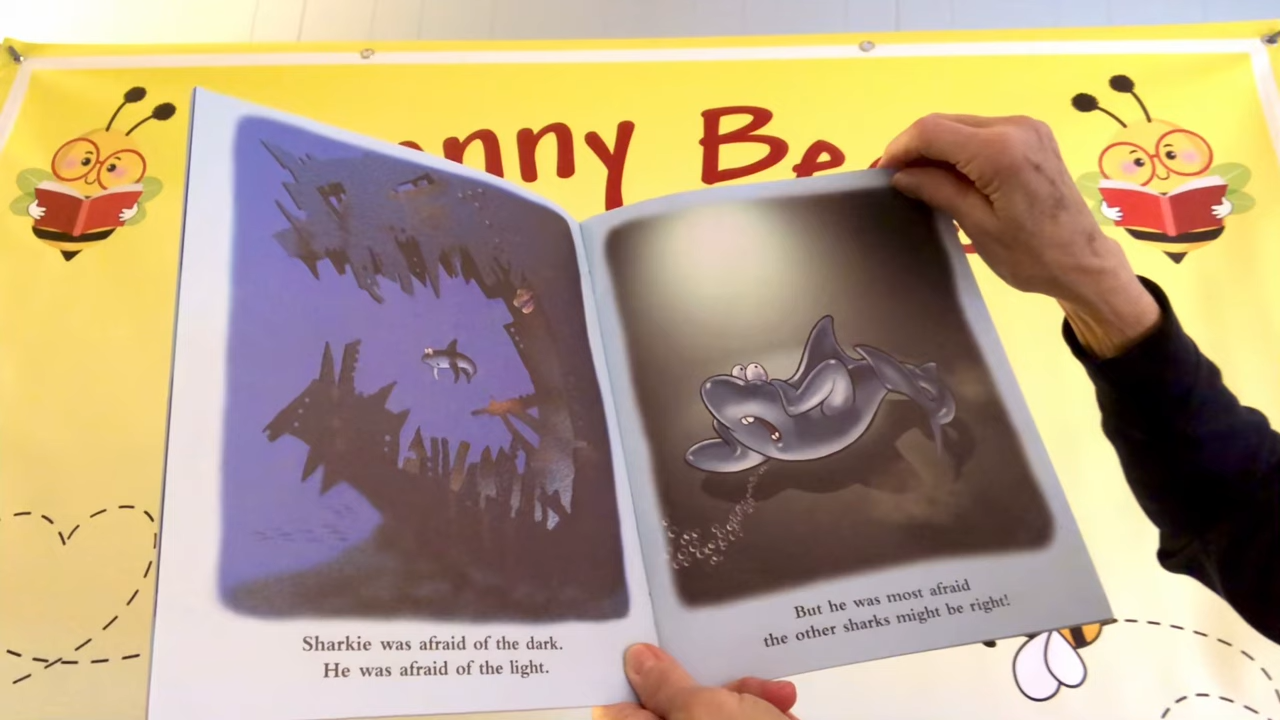 nny Be
Sharkie was afraid of the dark.
He was afraid of the light.
But he was most afraid
the other sharks might be right!